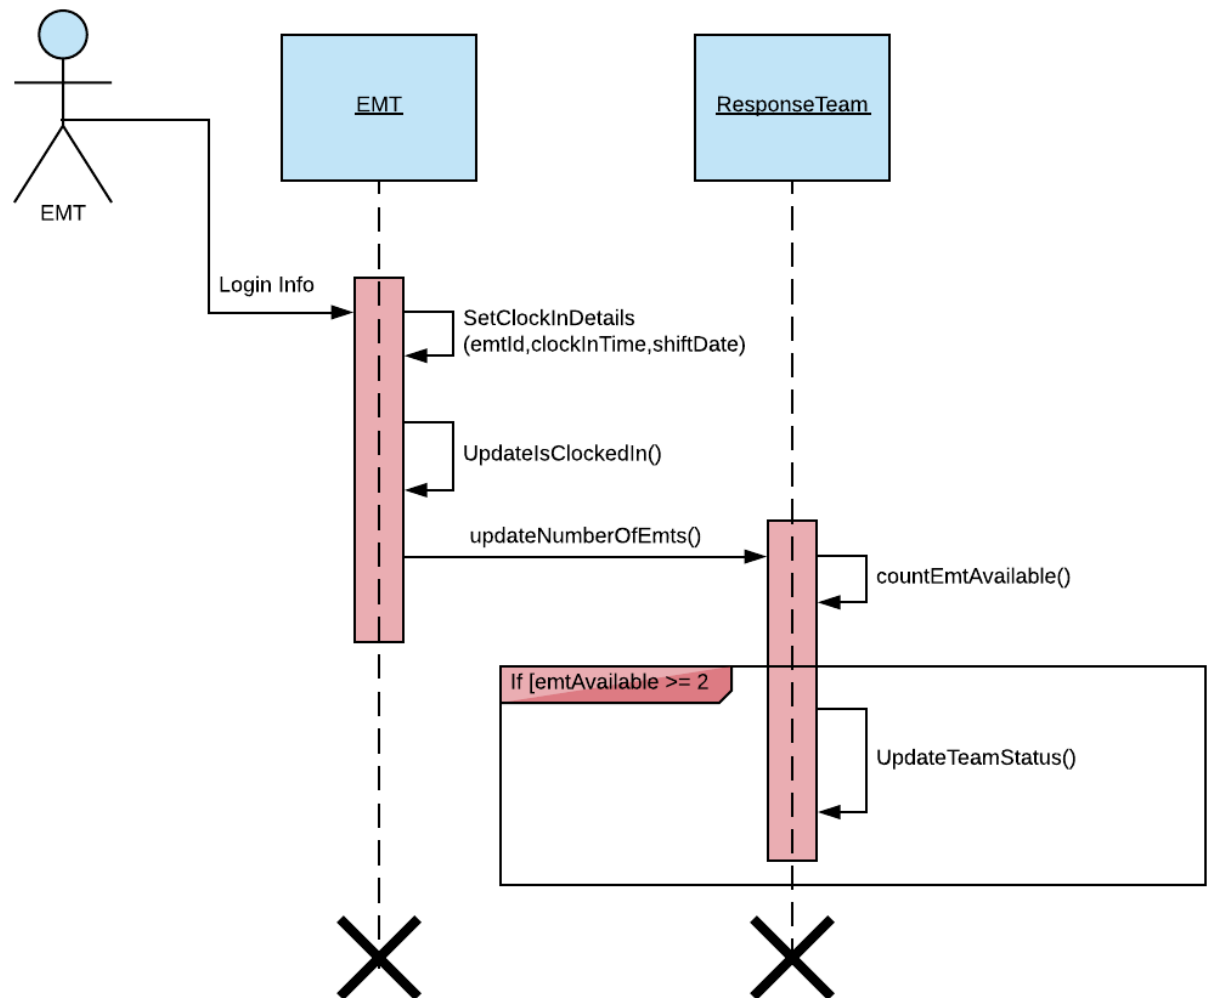 EMT
ResponseTeam
EMT
Login Info
SetClockInDetails
(emtId,clockInTime,shiftDate)
UpdateIsClockedIn()
updateNumberOfEmts()
countEmtAvailable()
If [emtAvailable >= 2
UpdateTeamStatus()